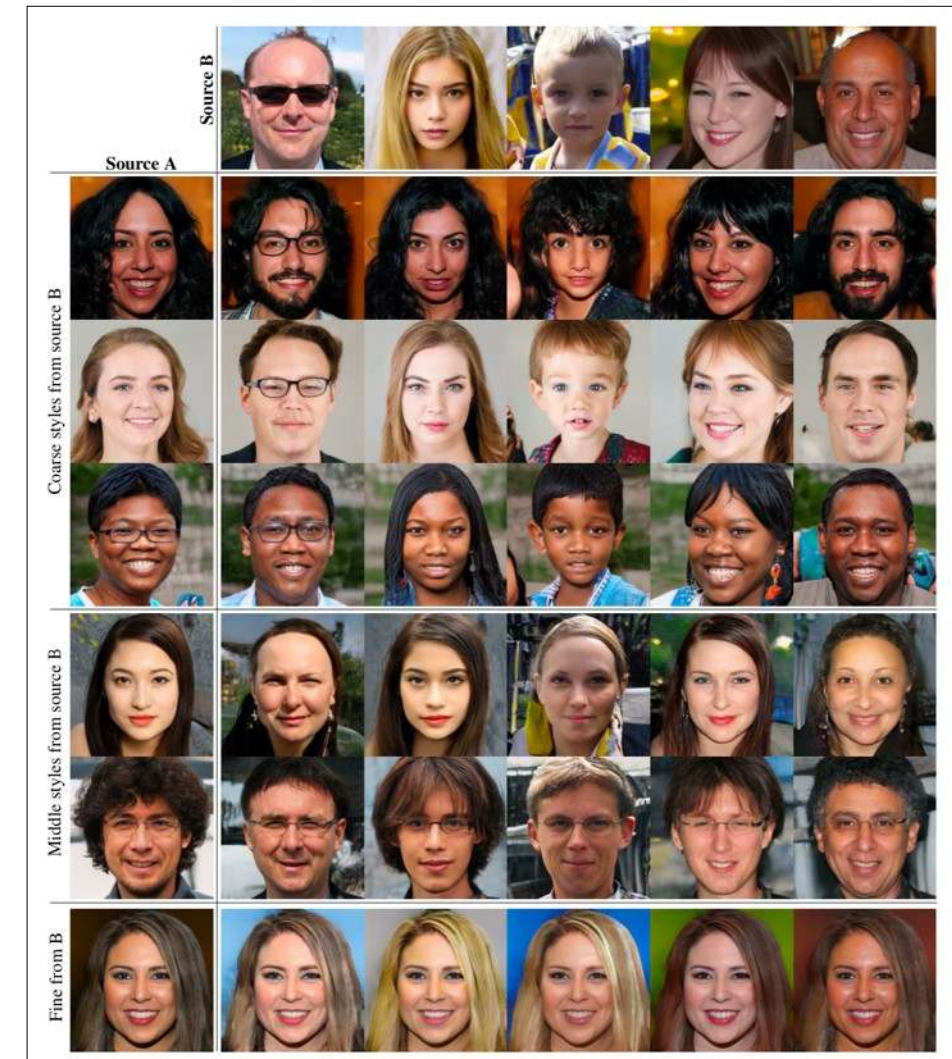 Source B
Source A
Coarse styles from source B
Middle styles from source B
Fine from B